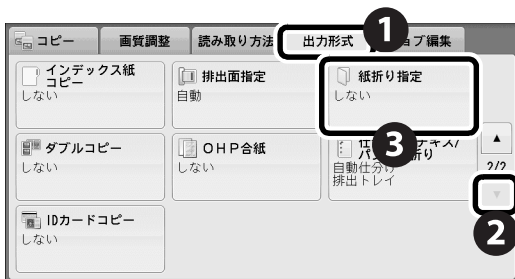 コピー
画質調整
読み取り方法
出力形式
ョブ編集
1
インデックス紙
コピー
しない
排出面指定
自動
紙折り指定
しない
3
ダブルコピー
しない
OHP合紙
しない
自動仕分け
排出トレイ
▲
2/2
▼
2
IDカードコピー
しない